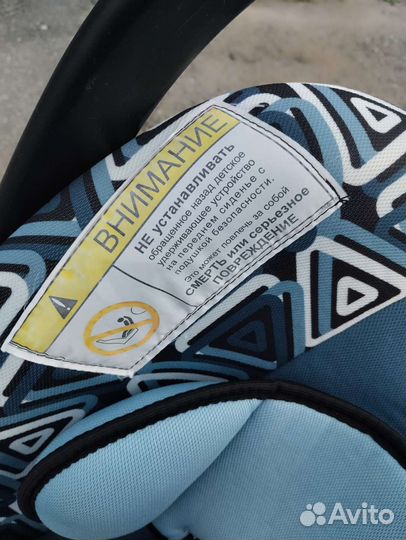 ВНИМАНИЕ
НЕ устанавливать
обращенное назад детское
удерживающее устройство
на переднем сиденье с
подушкой безопасности.
Это может повлечь за собой
СМЕРТЬ или серьезное
ПОВРЕЖДЕНИЕ
Avito